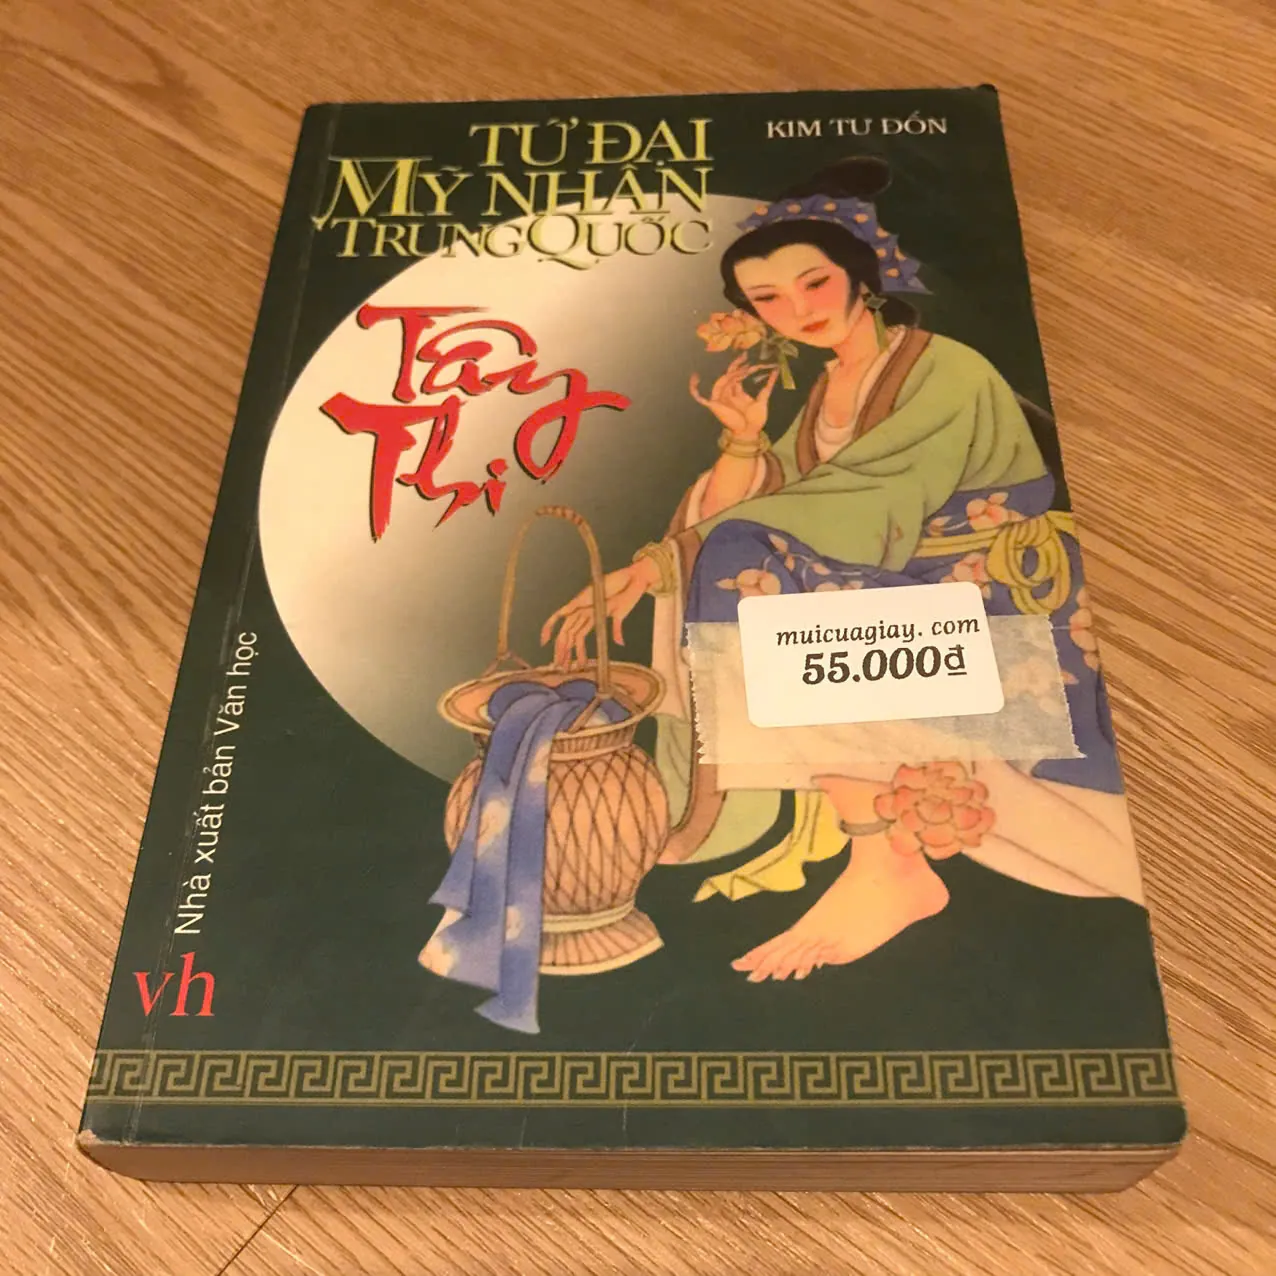 KIM TƯ ĐỐN
TỨ ĐẠI
MỸ NHÂN
TRUNG QUỐC
Tây
Thi
muicuagiay. com
55.000₫
Nhà xuất bản Văn học
vh